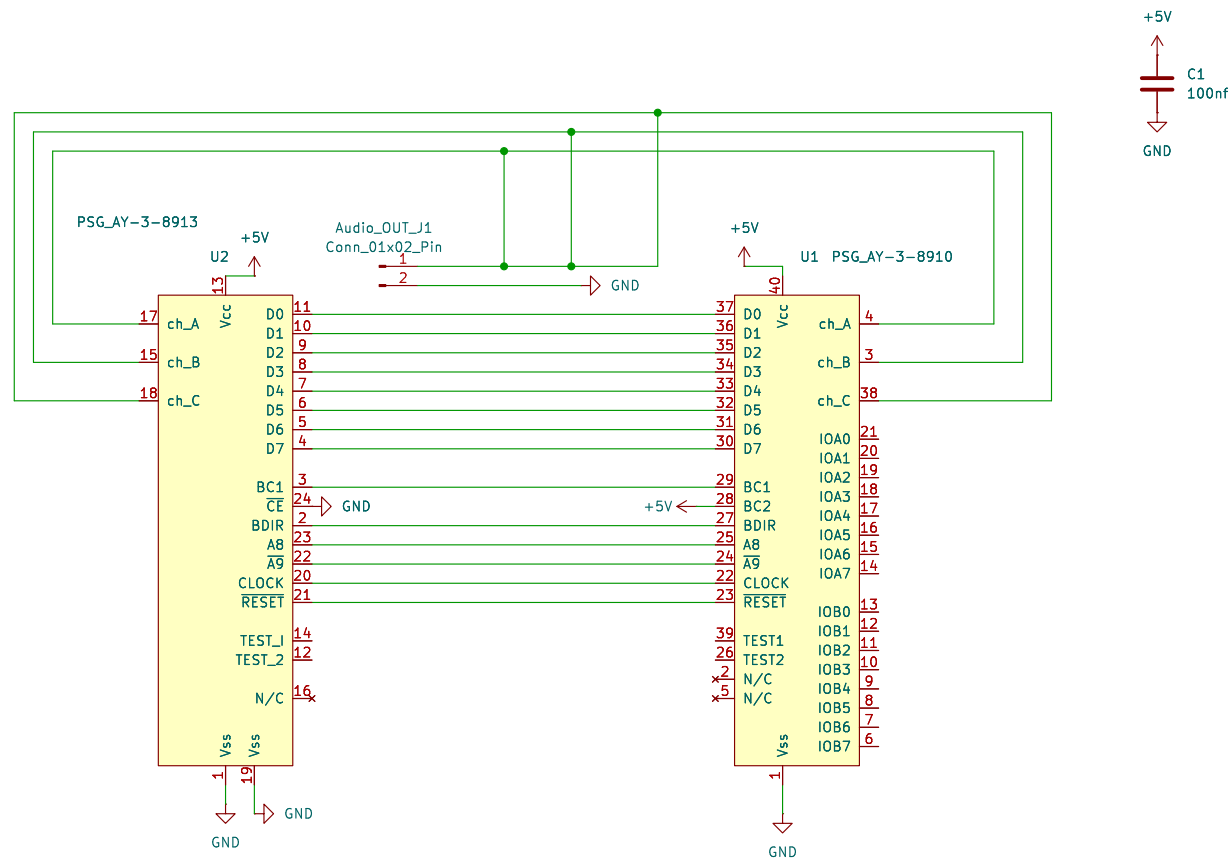 +5V
C1
100nf
GND
PSG_AY-3-8913
U2
+5V
Audio_OUT_J1
Conn_01x02_Pin
1
2
GND
+5V
U1 PSG_AY-3-8910
13
Vcc
17 ch_A
15 ch_B
18 ch_C
D0 11
D1 10
D2 9
D3 8
D4 7
D5 6
D6 5
D7 4
BC1 3
CE 24 GND
BDIR 2
A8 23
A9 22
CLOCK 20
RESET 21
TEST_1 14
TEST_2 12
N/C 16
Vss Vss
1 19
GND
GND
40
Vcc
37 D0
36 D1
35 D2
34 D3
33 D4
32 D5
31 D6
30 D7
29 BC1
+5V 28 BC2
27 BDIR
25 A8
24 A9
22 CLOCK
23 RESET
39 TEST1
26 TEST2
2 N/C
5 N/C
ch_A 4
ch_B 3
ch_C 38
IOA0 21
IOA1 20
IOA2 19
IOA3 18
IOA4 17
IOA5 16
IOA6 15
IOA7 14
IOB0 13
IOB1 12
IOB2 11
IOB3 10
IOB4 9
IOB5 8
IOB6 7
IOB7 6
Vss
1
GND